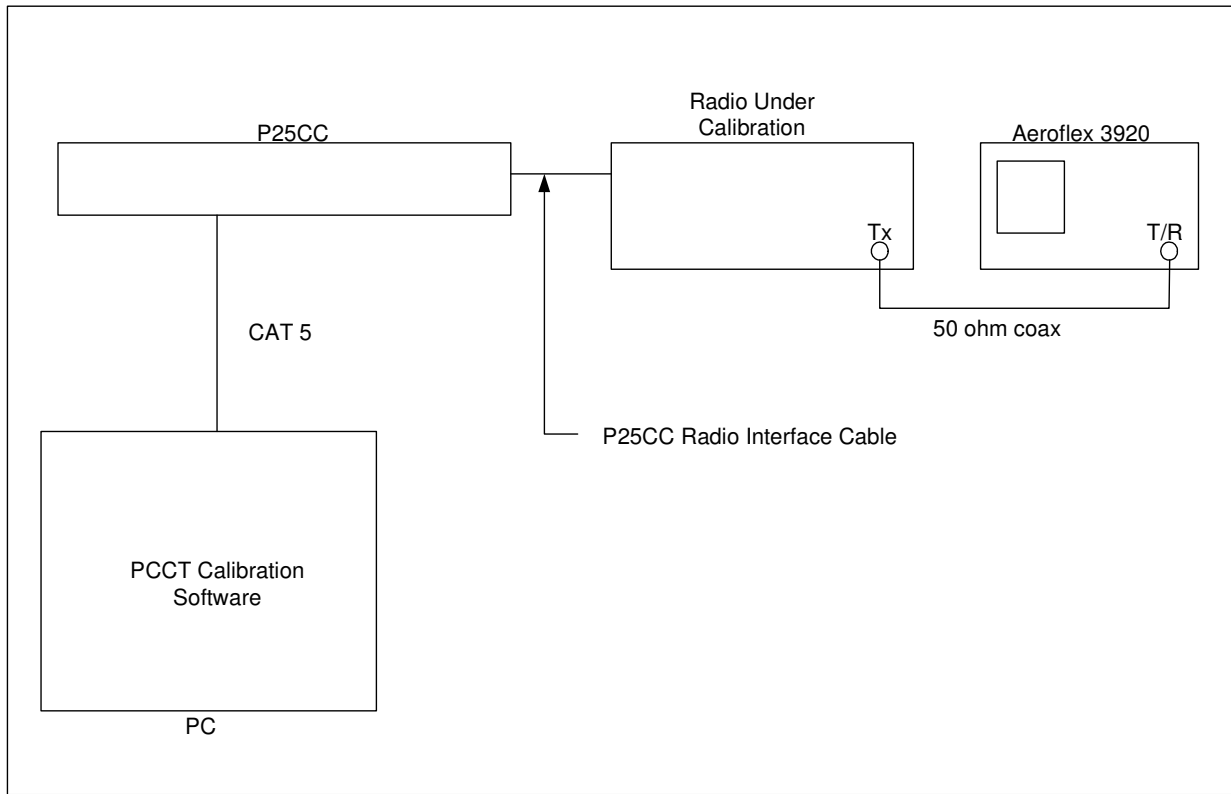 Radio Under
Calibration
P25CC
Aeroflex 3920
Tx
T/R
50 ohm coax
CAT 5
P25CC Radio Interface Cable
PCCT Calibration
Software
PC